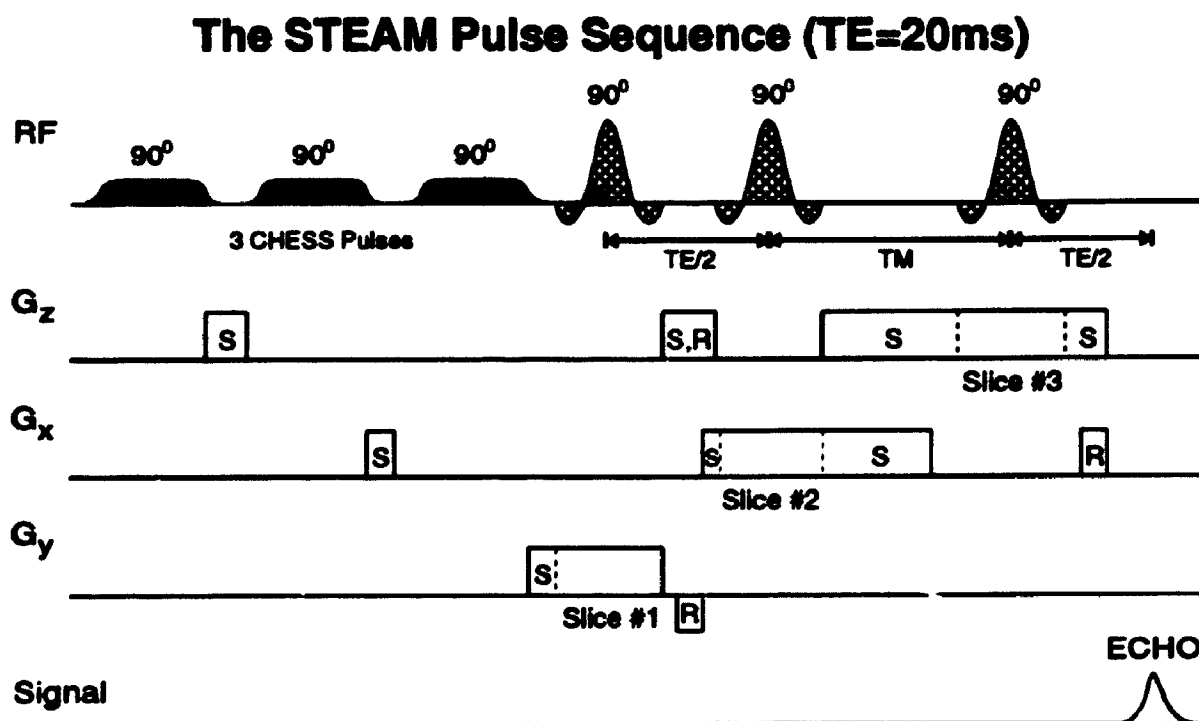 The STEAM Pulse Sequence (TE=20ms)
90⁰ 90⁰ 90⁰
RF
90⁰ 90⁰ 90⁰
3 CHESS Pulses
TE/2 TM TE/2
Gz
S S,R S S
Slice #3
Gx
S S S R
Slice #2
Gy
S
Slice #1 R
ECHO
Signal